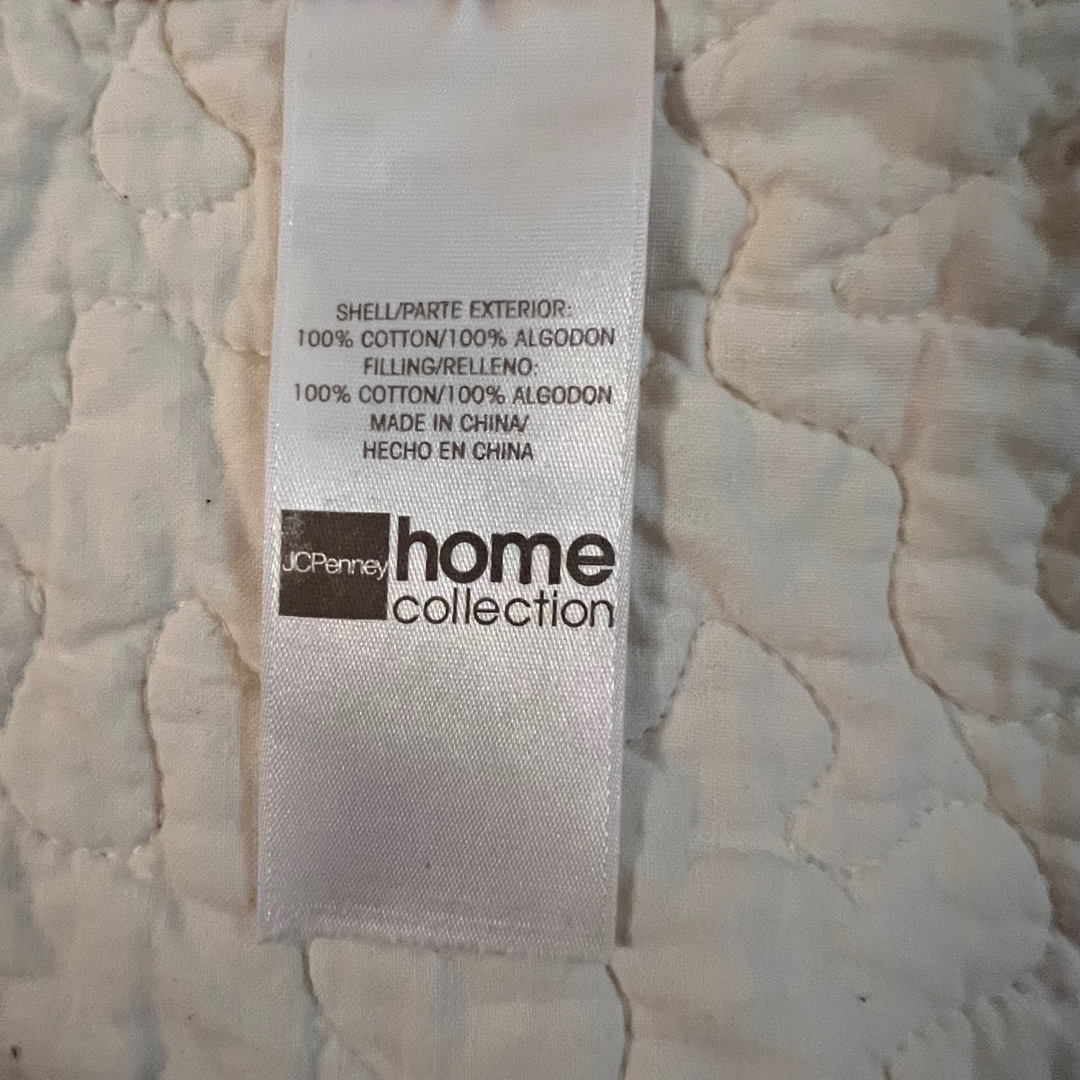 SHELL/PARTE EXTERIOR:
100% COTTON/100% ALGODON
FILLING/RELLENO:
100% COTTON/100% ALGODON
MADE IN CHINA/
HECHO EN CHINA
JCPenney
home
collection